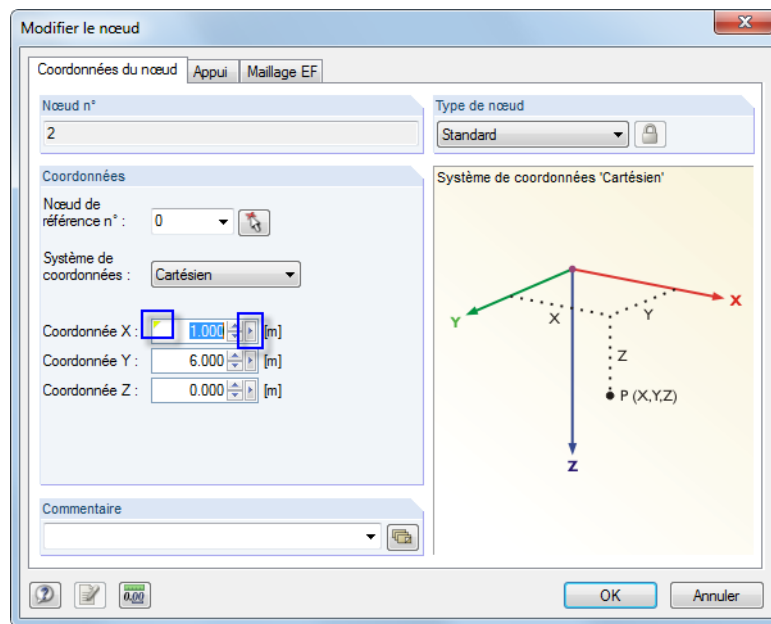 Modifier le nœud
Coordonnées du nœud Appui Maillage EF
Nœud n°
2
Type de nœud
Standard
Coordonnées
Nœud de
référence n° :
0
Système de
coordonnées :
Cartésien
Coordonnée X : 1.000 [m]
Coordonnée Y : 6.000 [m]
Coordonnée Z : 0.000 [m]
Système de coordonnées 'Cartésien'
X
Y
X
Y
Z
P (X,Y,Z)
Z
Commentaire
0.00
OK
Annuler